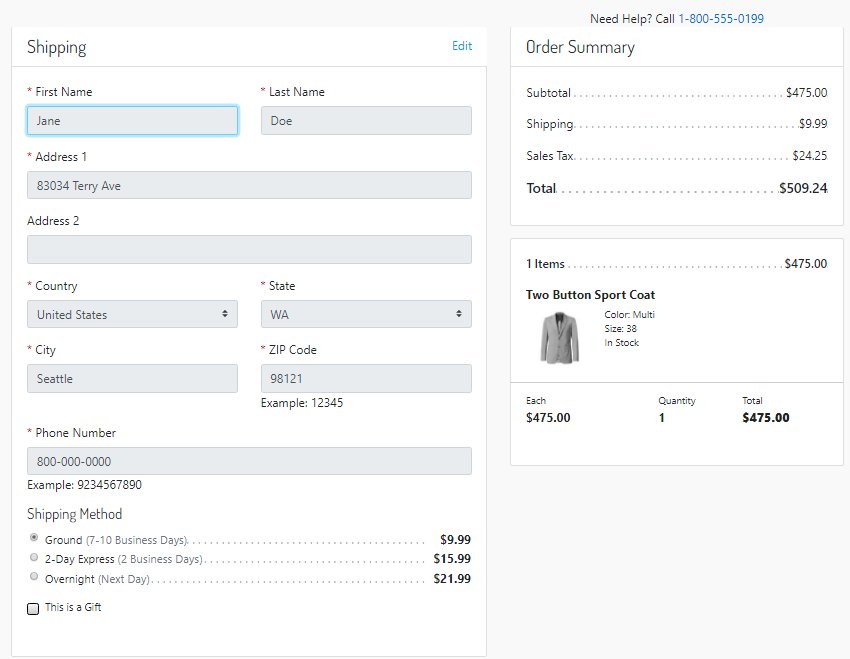 Need Help? Call 1-800-555-0199
Shipping
Edit
* First Name
* Last Name
Jane
Doe
* Address 1
83034 Terry Ave
Address 2
* Country
* State
United States
WA
* City
* ZIP Code
Seattle
98121
Example: 12345
* Phone Number
800-000-0000
Example: 9234567890
Shipping Method
Ground (7-10 Business Days) $9.99
2-Day Express (2 Business Days) $15.99
Overnight (Next Day) $21.99
This is a Gift
Order Summary
Subtotal $475.00
Shipping $9.99
Sales Tax $24.25
Total $509.24
1 Items $475.00
Two Button Sport Coat
Color: Multi
Size: 38
In Stock
Each Quantity Total
$475.00 1 $475.00